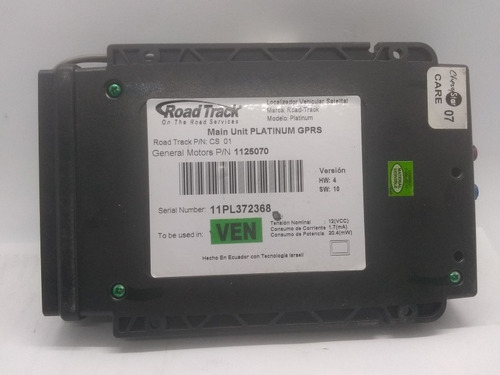 Road Track
On The Road Services
Localizador Vehicular Satelital
Marca: Road-Track
Modelo: Platinum
Main Unit PLATINUM GPRS
Road Track P/N: CS 01
General Motors P/N 1125070
Versión
HW: 4
SW: 10
Serial Number: 11PL372368
To be used in: VEN
Tensión Nominal : 12(VCC)
Consumo de Corriente : 1.7(mA)
Consumo de Potencia : 20.4(mW)
Hecho En Ecuador con Tecnología Israelí
ChevyStar
CARE 07